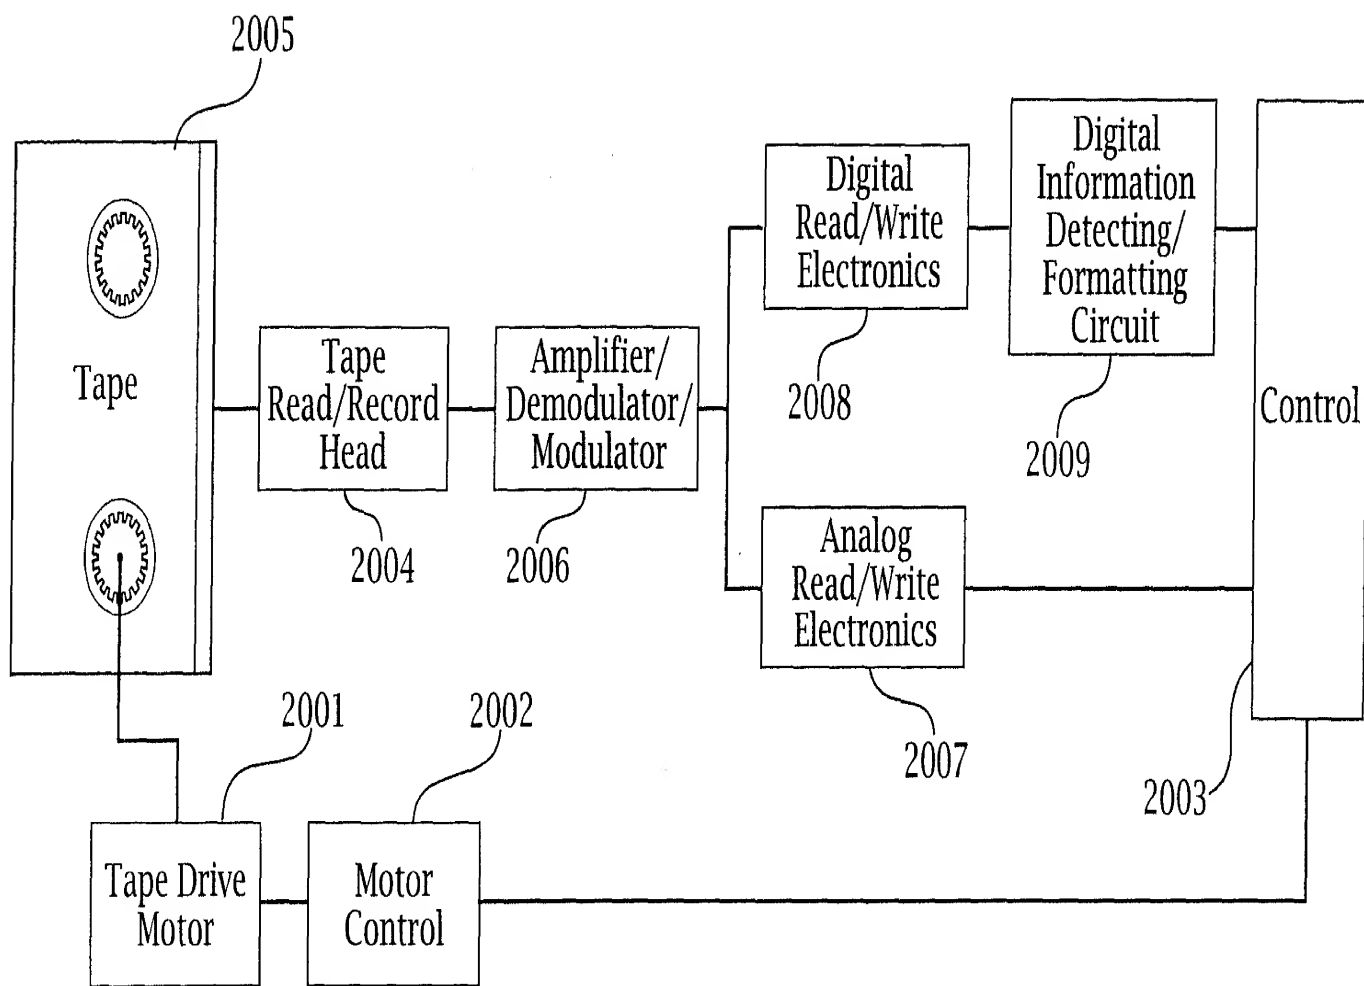 2005
Tape
Tape
Read/Record
Head
2004
Amplifier/
Demodulator/
Modulator
2006
Digital
Read/Write
Electronics
2008
Digital
Information
Detecting/
Formatting
Circuit
2009
Analog
Read/Write
Electronics
2007
Control
2003
2001
Tape Drive
Motor
2002
Motor
Control